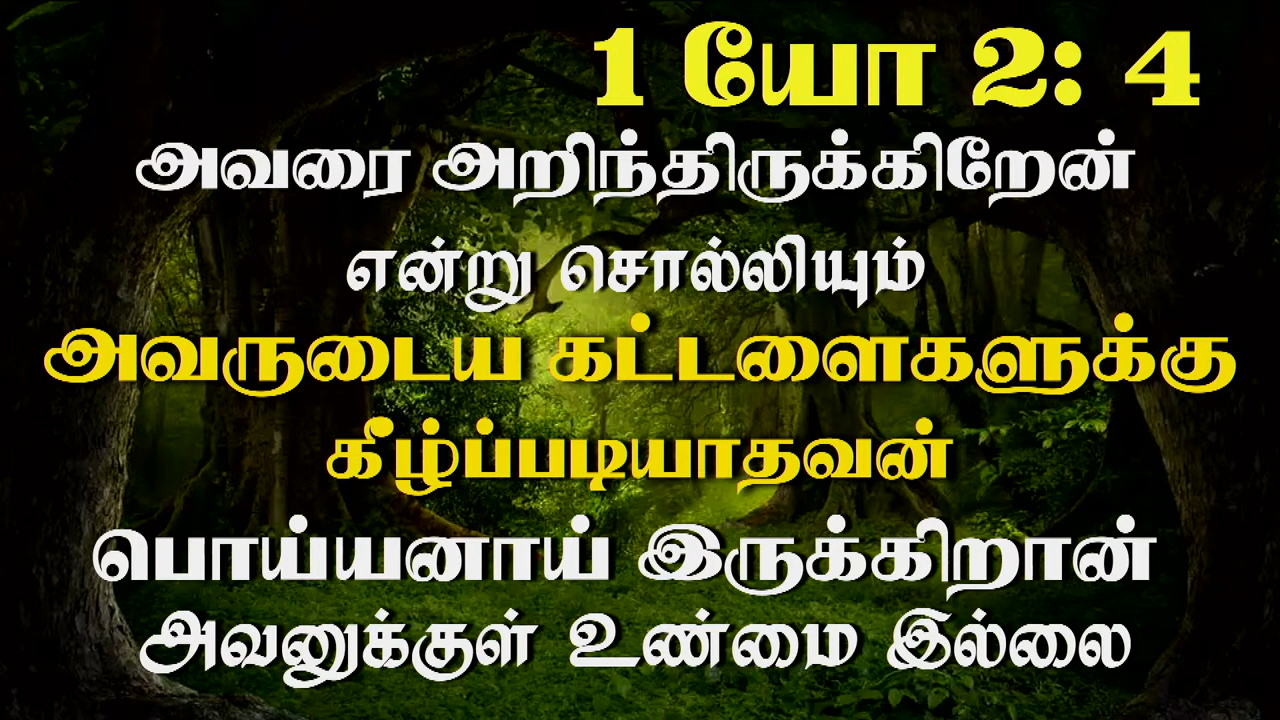 1 யோ 2: 4
அவரை அறிந்திருக்கிறேன்
என்று சொல்லியும்
அவருடைய கட்டளைகளுக்கு
கீழ்ப்படியாதவன்
பொய்யனாய் இருக்கிறான்
அவனுக்குள் உண்மை இல்லை